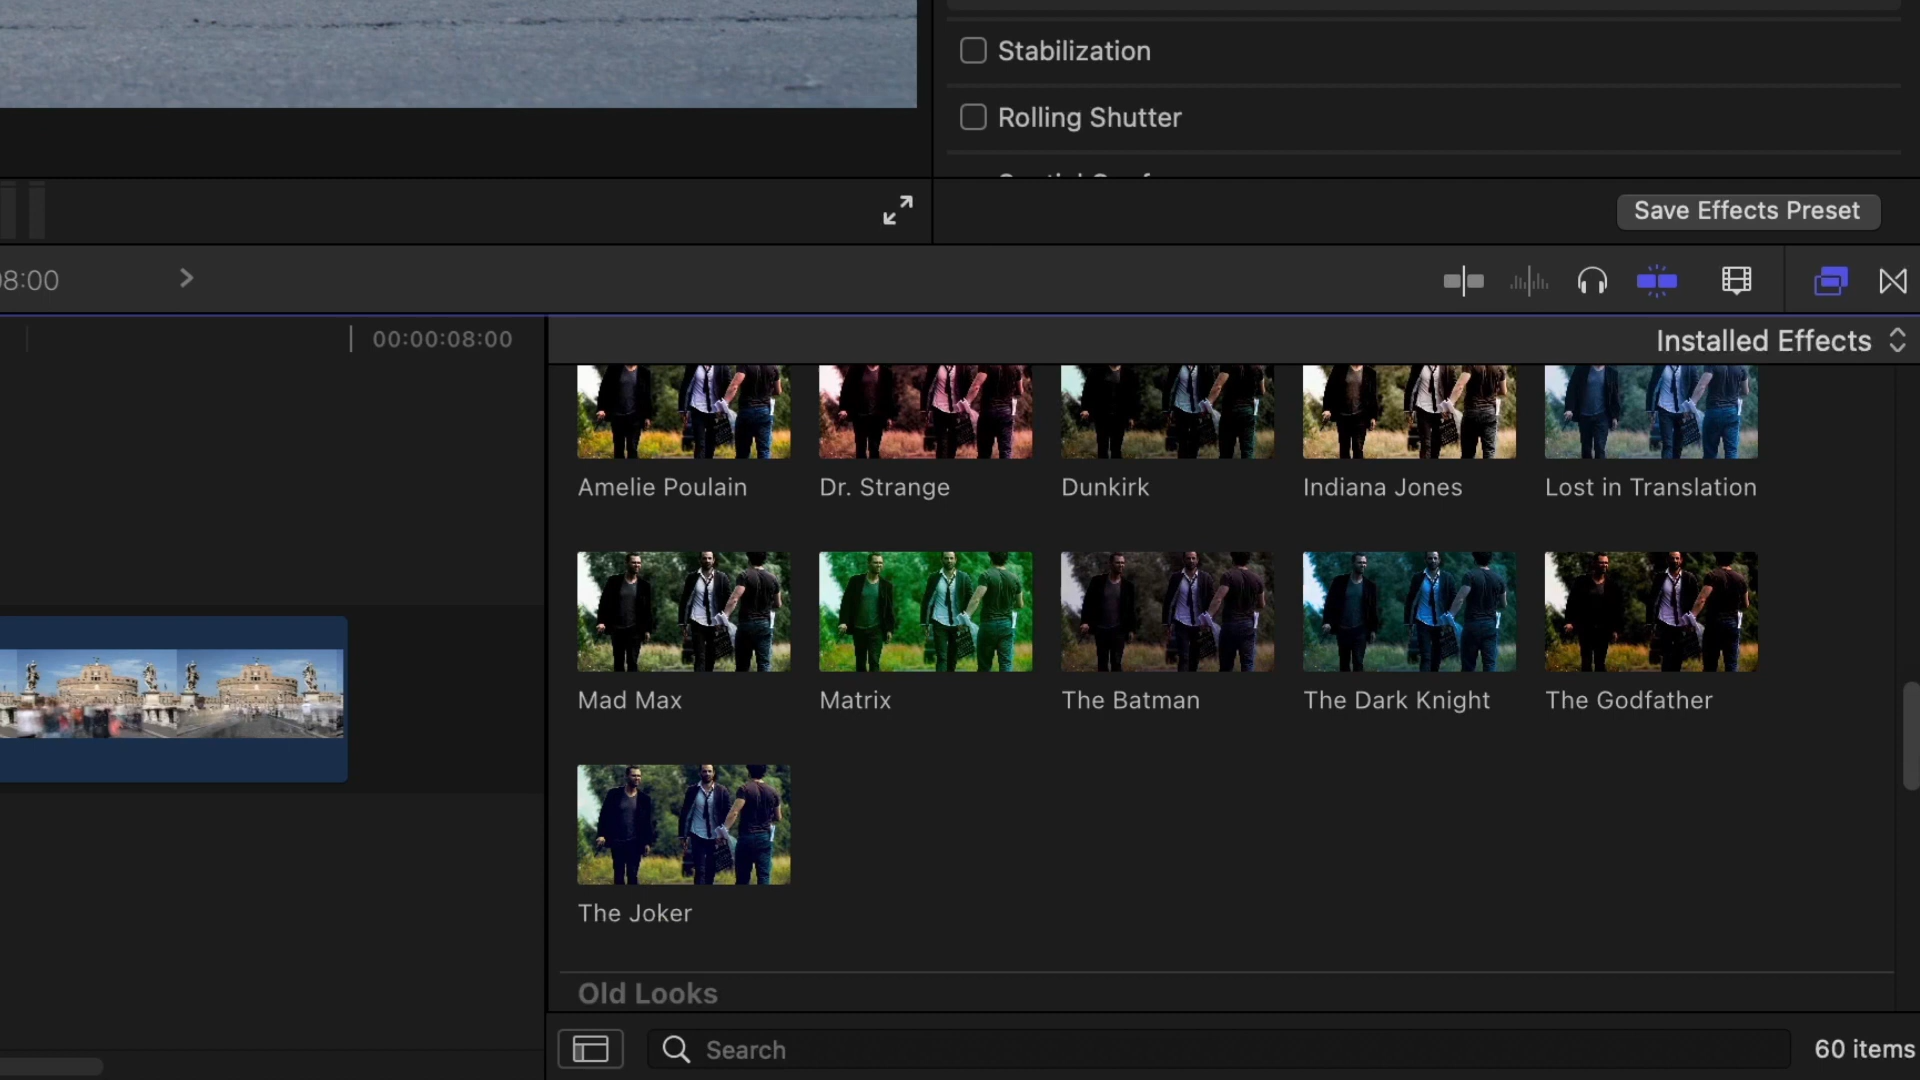 Stabilization
Rolling Shutter
Save Effects Preset
08:00
00:00:08:00
Installed Effects
Amelie Poulain
Dr. Strange
Dunkirk
Indiana Jones
Lost in Translation
Mad Max
Matrix
The Batman
The Dark Knight
The Godfather
The Joker
Old Looks
Search
60 items